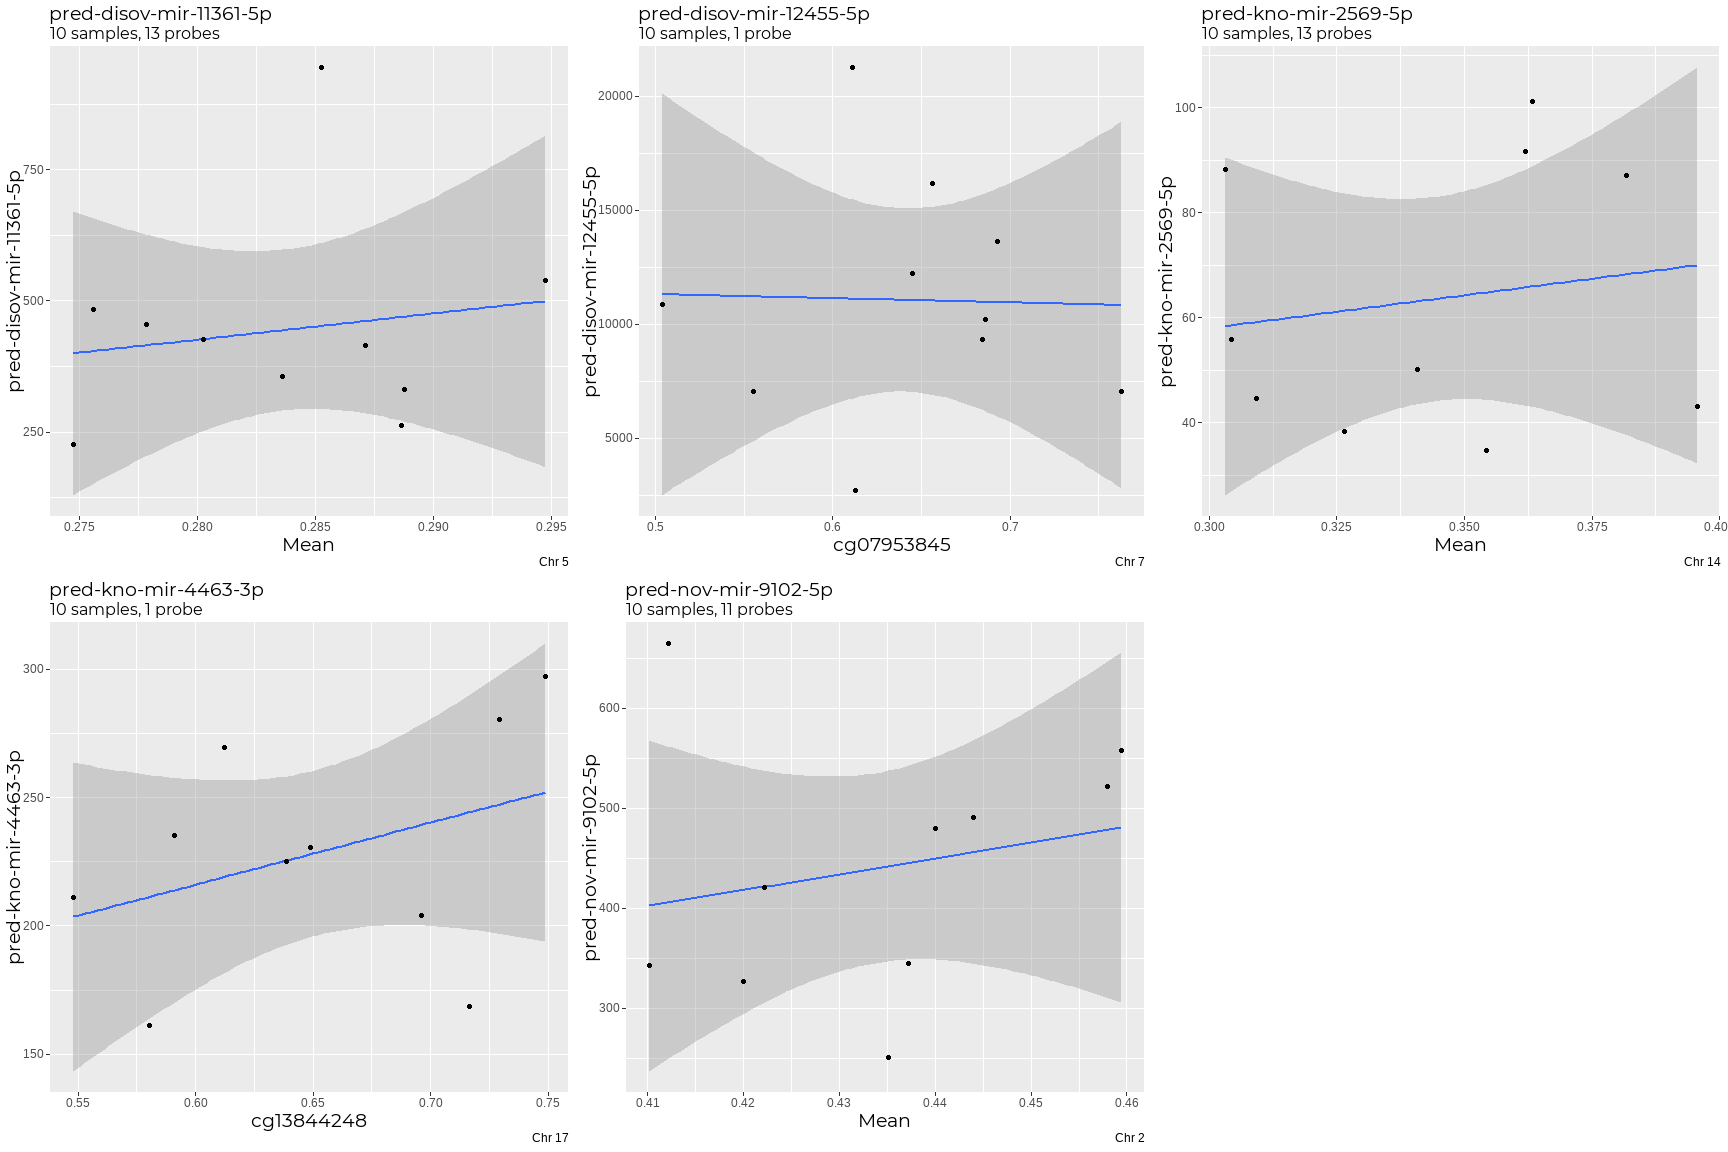 pred-disov-mir-11361-5p
10 samples, 13 probes
pred-disov-mir-11361-5p
750
500
250
0.275 0.280 0.285 0.290 0.295
Mean
Chr 5
pred-disov-mir-12455-5p
10 samples, 1 probe
pred-disov-mir-12455-5p
20000
15000
10000
5000
0.5 0.6 0.7
cg07953845
Chr 7
pred-kno-mir-2569-5p
10 samples, 13 probes
pred-kno-mir-2569-5p
100
80
60
40
0.300 0.325 0.350 0.375 0.40
Mean
Chr 14
pred-kno-mir-4463-3p
10 samples, 1 probe
pred-kno-mir-4463-3p
300
250
200
150
0.55 0.60 0.65 0.70 0.75
cg13844248
Chr 17
pred-nov-mir-9102-5p
10 samples, 11 probes
pred-nov-mir-9102-5p
600
500
400
300
0.41 0.42 0.43 0.44 0.45 0.46
Mean
Chr 2